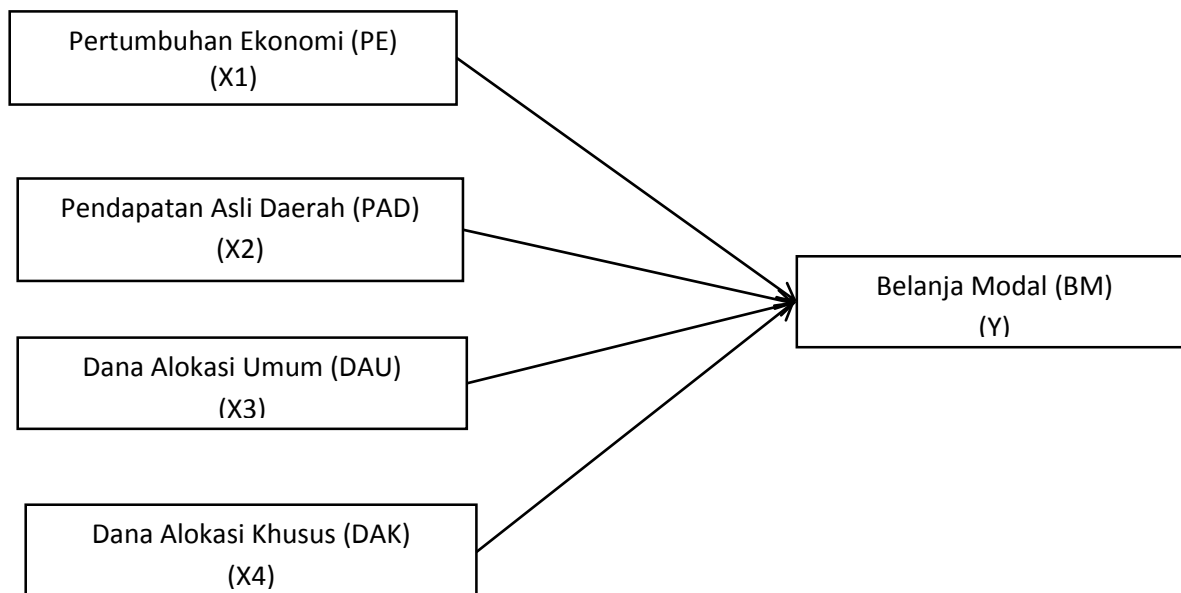 Pertumbuhan Ekonomi (PE)
(X1)
Pendapatan Asli Daerah (PAD)
(X2)
Dana Alokasi Umum (DAU)
(X3)
Dana Alokasi Khusus (DAK)
(X4)
Belanja Modal (BM)
(Y)